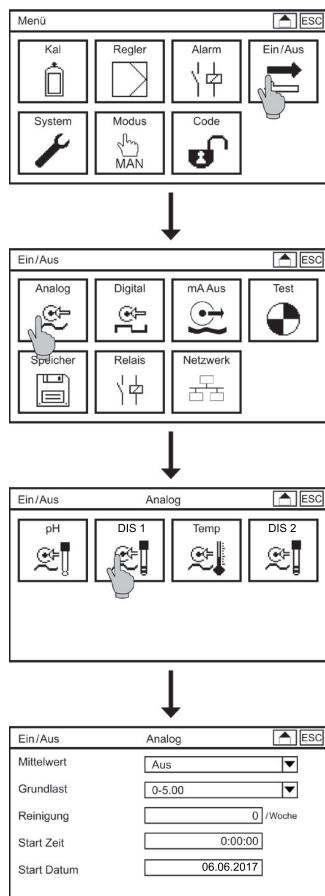 Menü ESC
Kal Regler Alarm Ein/Aus
System Modus Code
MAN
Ein/Aus ESC
Analog Digital mA Aus Test
Speicher Relais Netzwerk
Ein/Aus Analog ESC
pH DIS 1 Temp DIS 2
Ein/Aus Analog ESC
Mittelwert Aus
Grundlast 0-5.00
Reinigung 0 /Woche
Start Zeit 0:00:00
Start Datum 06.06.2017